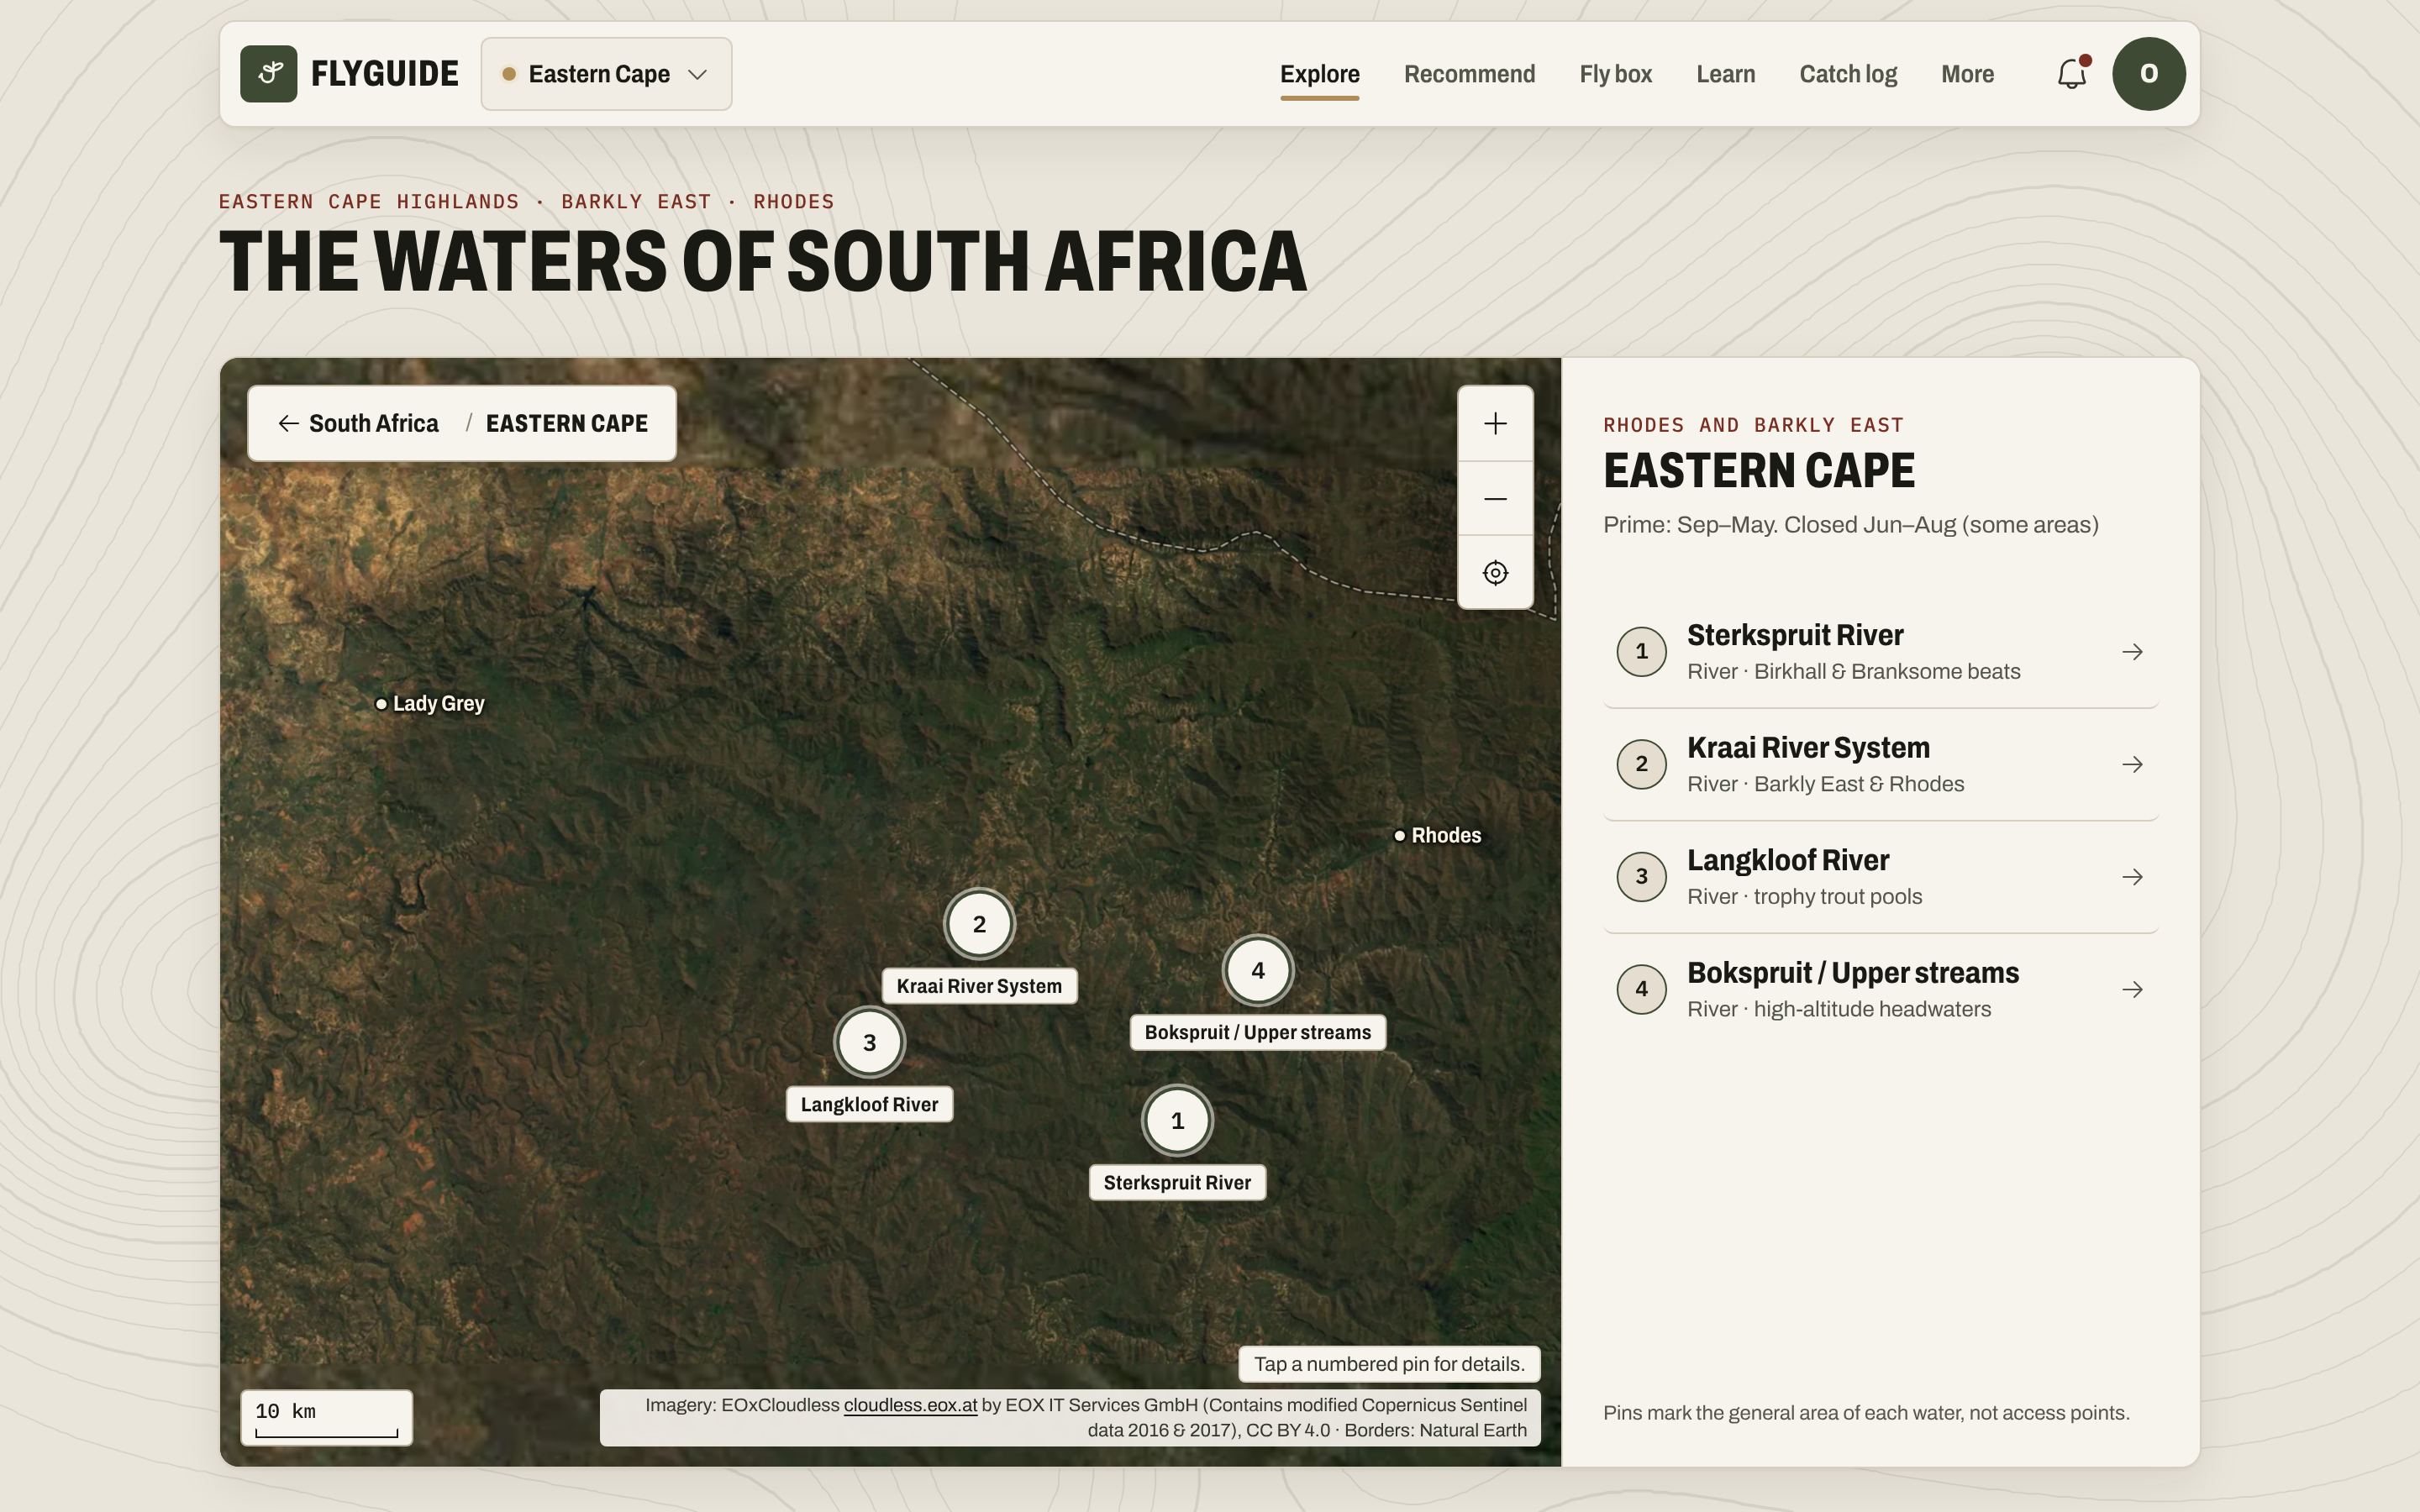 FLYGUIDE
Eastern Cape
Explore
Recommend
Fly box
Learn
Catch log
More
O
EASTERN CAPE HIGHLANDS · BARKLY EAST · RHODES
THE WATERS OF SOUTH AFRICA
← South Africa / EASTERN CAPE
+
−
Lady Grey
Rhodes
2
Kraai River System
4
Bokspruit / Upper streams
3
Langkloof River
1
Sterkspruit River
Tap a numbered pin for details.
10 km
Imagery: EOxCloudless cloudless.eox.at by EOX IT Services GmbH (Contains modified Copernicus Sentinel
data 2016 & 2017), CC BY 4.0 · Borders: Natural Earth
RHODES AND BARKLY EAST
EASTERN CAPE
Prime: Sep–May. Closed Jun–Aug (some areas)
1
Sterkspruit River
River · Birkhall & Branksome beats
2
Kraai River System
River · Barkly East & Rhodes
3
Langkloof River
River · trophy trout pools
4
Bokspruit / Upper streams
River · high-altitude headwaters
Pins mark the general area of each water, not access points.